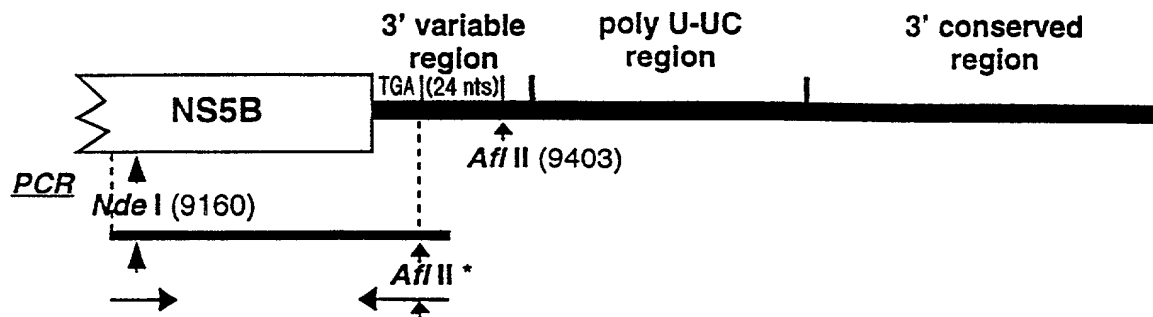 3' variable region
poly U-UC region
3' conserved region
TGA (24 nts)
NS5B
Afl II (9403)
PCR
Nde I (9160)
Afl II *